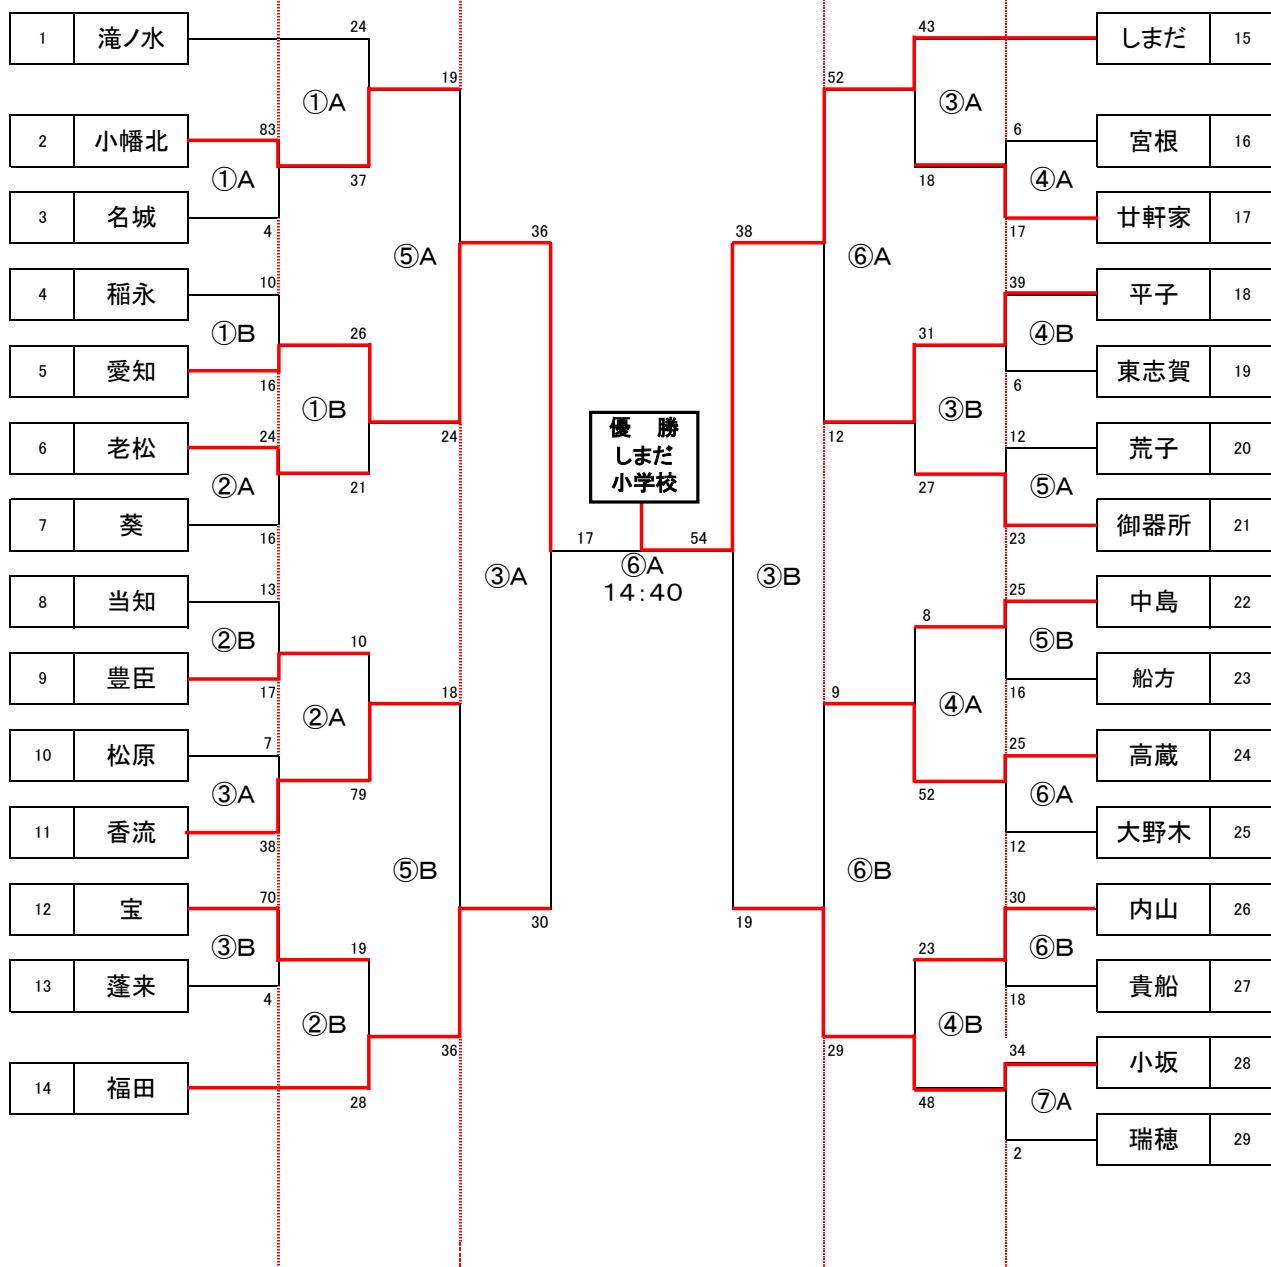 1 滝ノ水
2 小幡北
3 名城
4 稲永
5 愛知
6 老松
7 葵
8 当知
9 豊臣
10 松原
11 香流
12 宝
13 蓬来
14 福田
83
①A
4
10
①B
16
24
②A
16
13
②B
17
7
③A
38
70
③B
4
24
①A
37
26
①B
21
10
②A
79
19
②B
28
19
⑤A
24
18
⑤B
36
36
③A
30
優 勝
しまだ
小学校
17 54
⑥A
14:40
38
③B
19
52
⑥A
12
9
⑥B
29
43
③A
18
31
③B
27
8
④A
52
23
④B
48
6
④A
17
39
④B
6
12
⑤A
23
25
⑤B
16
25
⑥A
12
30
⑥B
18
34
⑦A
2
しまだ 15
宮根 16
廿軒家 17
平子 18
東志賀 19
荒子 20
御器所 21
中島 22
船方 23
高蔵 24
大野木 25
内山 26
貴船 27
小坂 28
瑞穂 29